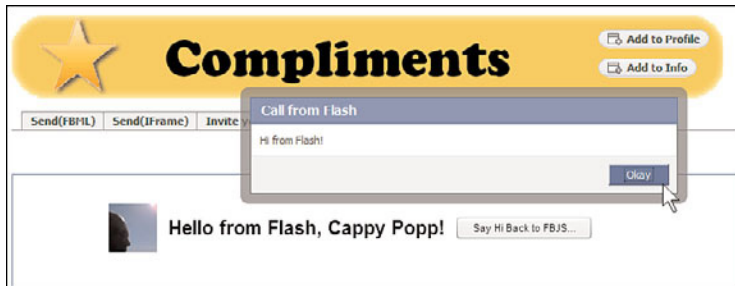 Compliments
Add to Profile
Add to Info
Send(FBML) Send(IFrame) Invite y
Call from Flash
Hi from Flash!
Okay
Hello from Flash, Cappy Popp! Say Hi Back to FBJS...